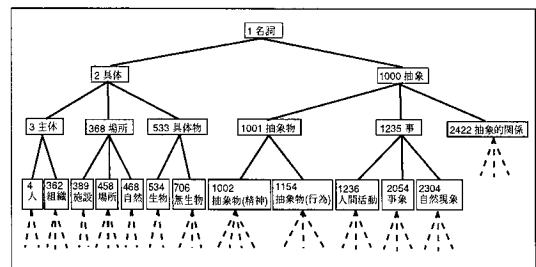 1 名詞
2 具体
1000 抽象
3 主体
368 場所
533 具体物
1001 抽象物
1235 事
2422 抽象的関係
4
人
362
組織
389
施設
458
場所
468
自然
534
生物
706
無生物
1002
抽象物(精神)
1154
抽象物(行為)
1236
人間活動
2054
事象
2304
自然現象